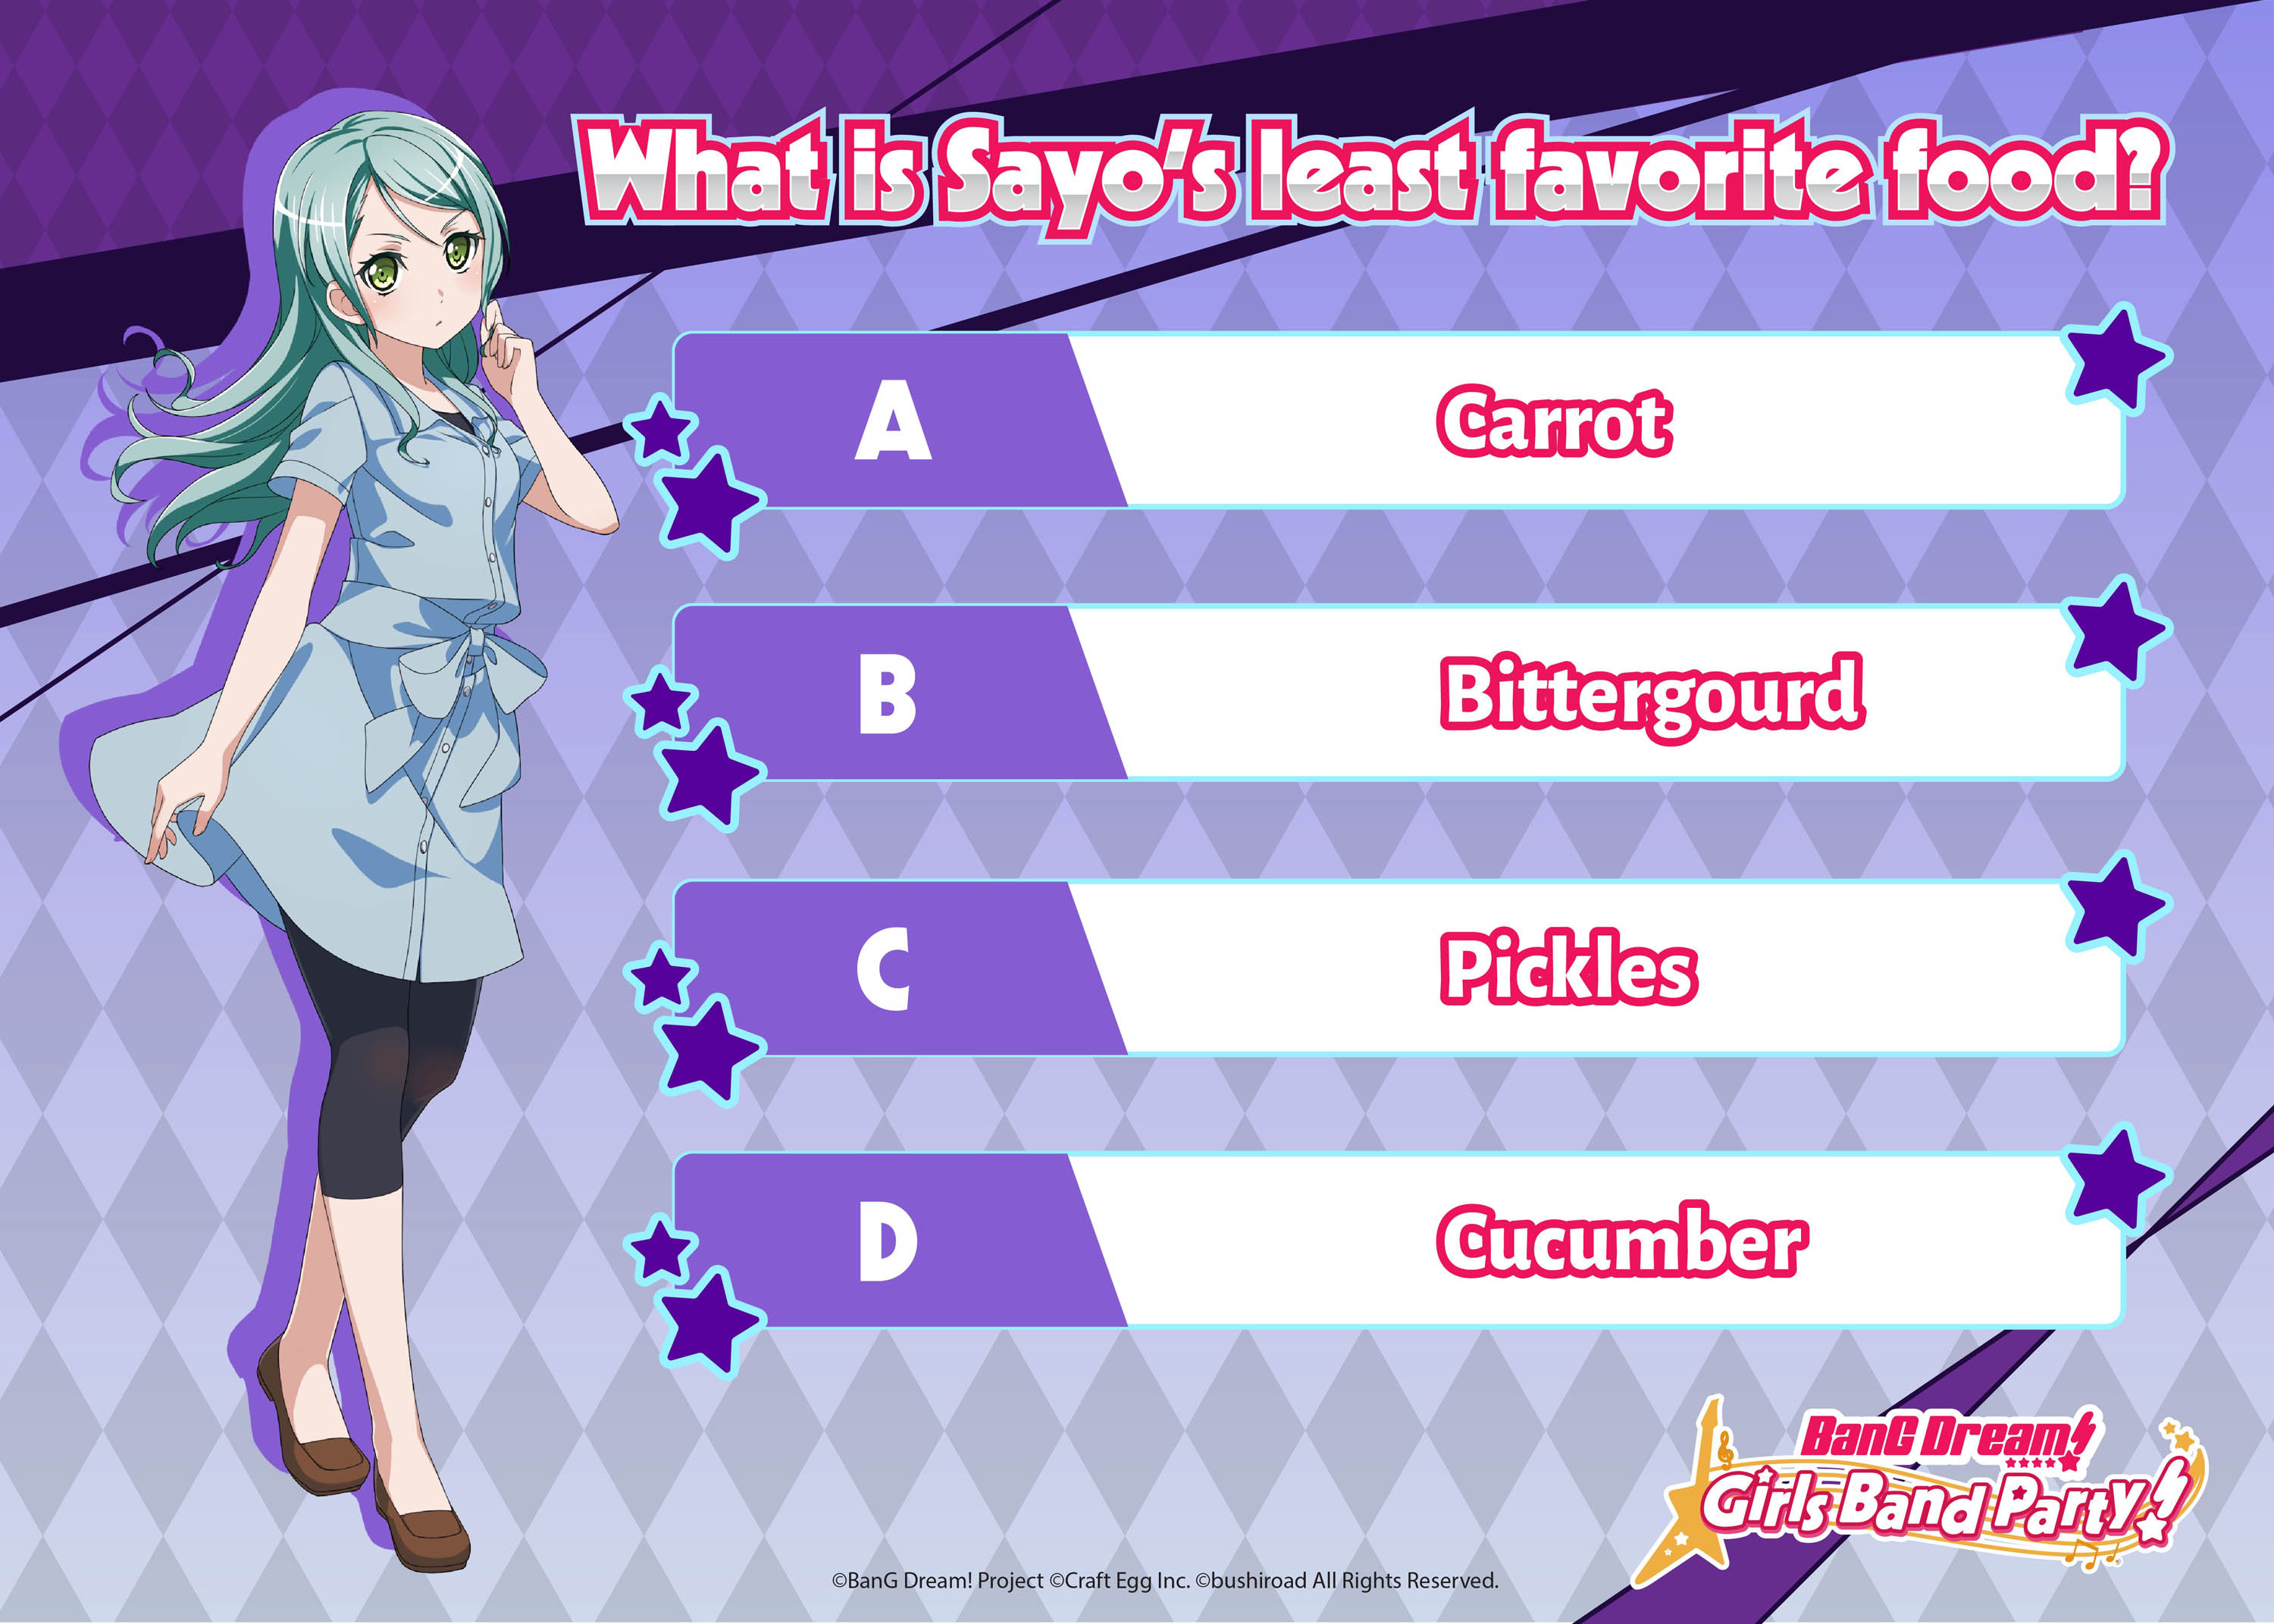 What is Sayo's least favorite food?
A Carrot
B Bittergourd
C Pickles
D Cucumber
BanG Dream!
Girls Band Party!
©BanG Dream! Project ©Craft Egg Inc. ©bushiroad All Rights Reserved.